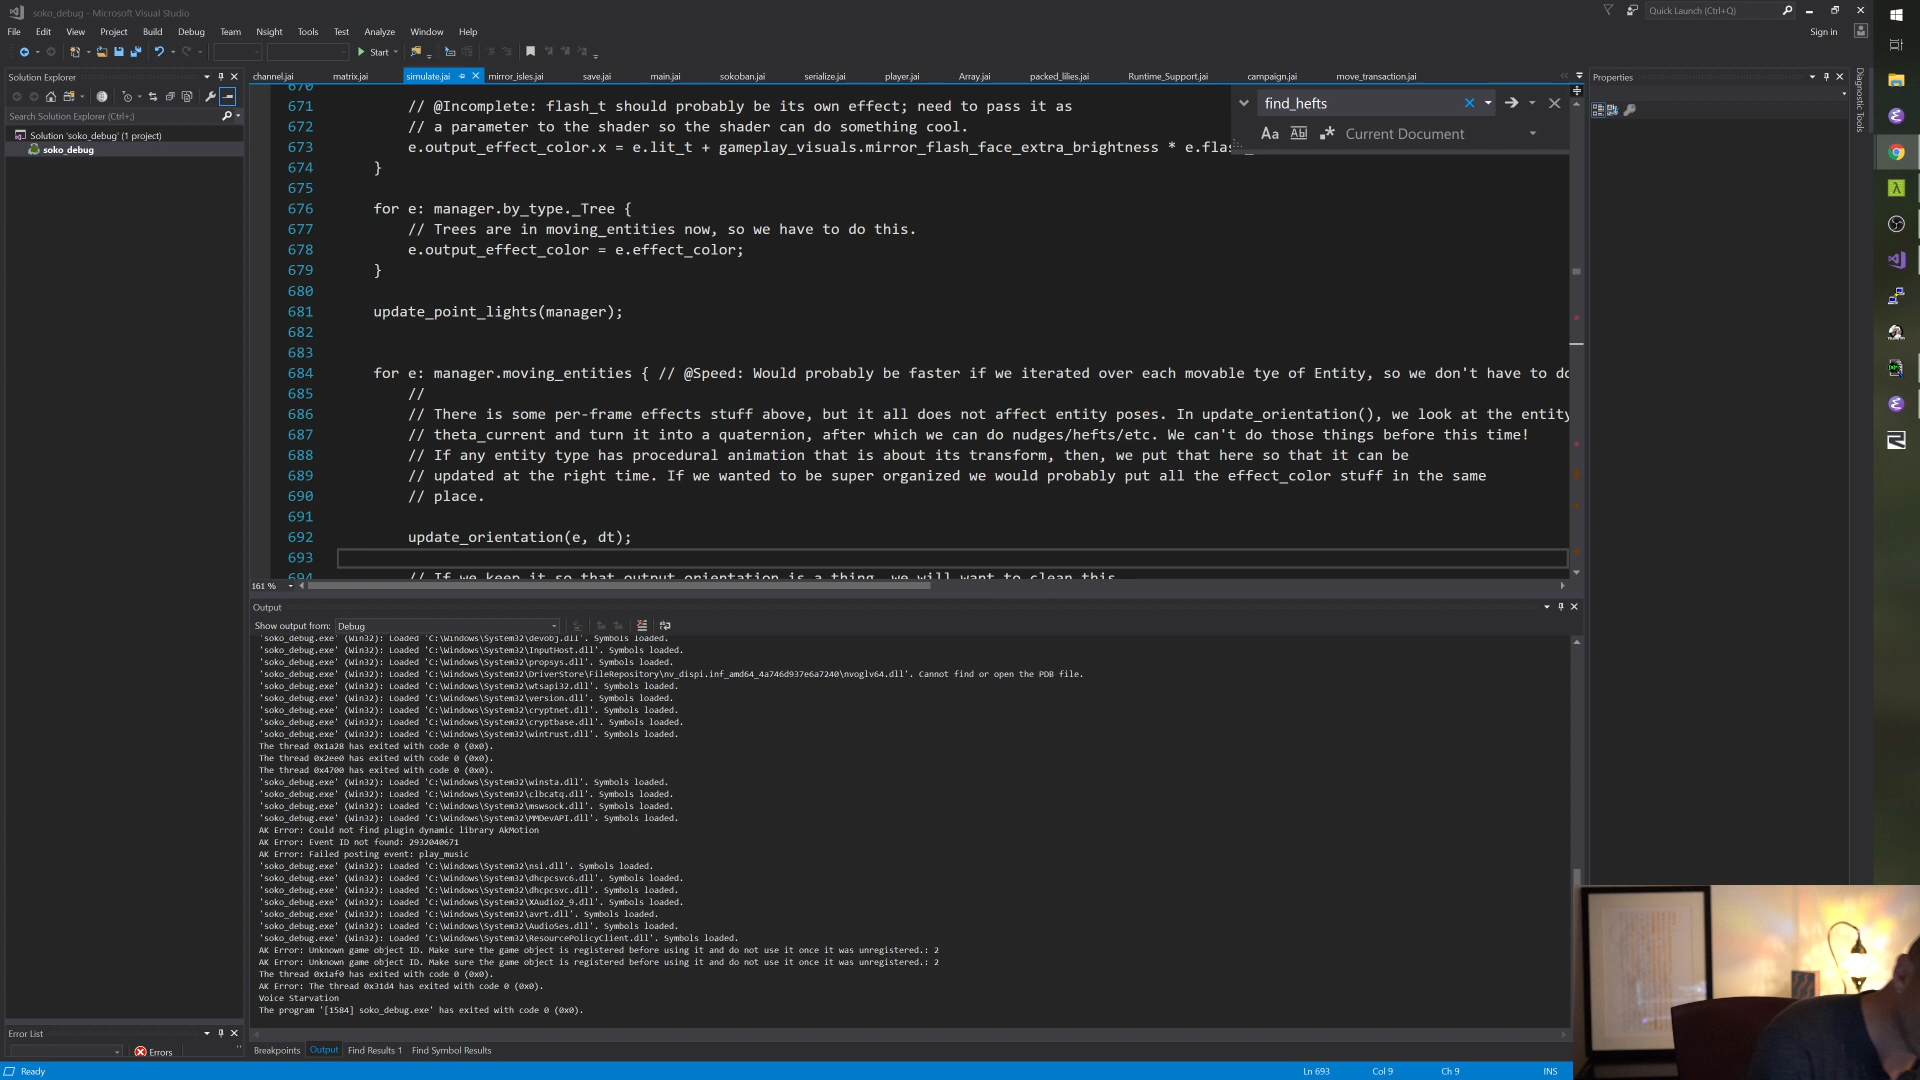 soko_debug - Microsoft Visual Studio
Quick Launch (Ctrl+Q)
File Edit View Project Build Debug Team Nsight Tools Test Analyze Window Help
Sign in
Start
Solution Explorer
channel.jai matrix.jai simulate.jai mirror_isles.jai save.jai main.jai sokoban.jai serialize.jai player.jai Array.jai packed_lilies.jai Runtime_Support.jai campaign.jai move_transaction.jai
Properties
Diagnostic Tools
Search Solution Explorer (Ctrl+;)
Solution 'soko_debug' (1 project)
soko_debug
find_hefts
Aa Ab Current Document
670
671 // @Incomplete: flash_t should probably be its own effect; need to pass it as
672 // a parameter to the shader so the shader can do something cool.
673 e.output_effect_color.x = e.lit_t + gameplay_visuals.mirror_flash_face_extra_brightness * e.flas
674 }
675
676 for e: manager.by_type._Tree {
677 // Trees are in moving_entities now, so we have to do this.
678 e.output_effect_color = e.effect_color;
679 }
680
681 update_point_lights(manager);
682
683
684 for e: manager.moving_entities { // @Speed: Would probably be faster if we iterated over each movable tye of Entity, so we don't have to do
685 //
686 // There is some per-frame effects stuff above, but it all does not affect entity poses. In update_orientation(), we look at the entity
687 // theta_current and turn it into a quaternion, after which we can do nudges/hefts/etc. We can't do those things before this time!
688 // If any entity type has procedural animation that is about its transform, then, we put that here so that it can be
689 // updated at the right time. If we wanted to be super organized we would probably put all the effect_color stuff in the same
690 // place.
691
692 update_orientation(e, dt);
693
694 // If we keep it so that output_orientation is a thing, we will want to clean this
161 %
Output
Show output from: Debug
'soko_debug.exe' (Win32): Loaded 'C:\Windows\System32\devobj.dll'. Symbols loaded.
'soko_debug.exe' (Win32): Loaded 'C:\Windows\System32\InputHost.dll'. Symbols loaded.
'soko_debug.exe' (Win32): Loaded 'C:\Windows\System32\propsys.dll'. Symbols loaded.
'soko_debug.exe' (Win32): Loaded 'C:\Windows\System32\DriverStore\FileRepository\nv_dispi.inf_amd64_4a746d937e6a7240\nvoglv64.dll'. Cannot find or open the PDB file.
'soko_debug.exe' (Win32): Loaded 'C:\Windows\System32\wtsapi32.dll'. Symbols loaded.
'soko_debug.exe' (Win32): Loaded 'C:\Windows\System32\version.dll'. Symbols loaded.
'soko_debug.exe' (Win32): Loaded 'C:\Windows\System32\cryptnet.dll'. Symbols loaded.
'soko_debug.exe' (Win32): Loaded 'C:\Windows\System32\cryptbase.dll'. Symbols loaded.
'soko_debug.exe' (Win32): Loaded 'C:\Windows\System32\wintrust.dll'. Symbols loaded.
The thread 0x1a28 has exited with code 0 (0x0).
The thread 0x2ee0 has exited with code 0 (0x0).
The thread 0x4700 has exited with code 0 (0x0).
'soko_debug.exe' (Win32): Loaded 'C:\Windows\System32\winsta.dll'. Symbols loaded.
'soko_debug.exe' (Win32): Loaded 'C:\Windows\System32\clbcatq.dll'. Symbols loaded.
'soko_debug.exe' (Win32): Loaded 'C:\Windows\System32\mswsock.dll'. Symbols loaded.
'soko_debug.exe' (Win32): Loaded 'C:\Windows\System32\MMDevAPI.dll'. Symbols loaded.
AK Error: Could not find plugin dynamic library AkMotion
AK Error: Event ID not found: 2932040671
AK Error: Failed posting event: play_music
'soko_debug.exe' (Win32): Loaded 'C:\Windows\System32\nsi.dll'. Symbols loaded.
'soko_debug.exe' (Win32): Loaded 'C:\Windows\System32\dhcpcsvc6.dll'. Symbols loaded.
'soko_debug.exe' (Win32): Loaded 'C:\Windows\System32\dhcpcsvc.dll'. Symbols loaded.
'soko_debug.exe' (Win32): Loaded 'C:\Windows\System32\XAudio2_9.dll'. Symbols loaded.
'soko_debug.exe' (Win32): Loaded 'C:\Windows\System32\avrt.dll'. Symbols loaded.
'soko_debug.exe' (Win32): Loaded 'C:\Windows\System32\AudioSes.dll'. Symbols loaded.
'soko_debug.exe' (Win32): Loaded 'C:\Windows\System32\ResourcePolicyClient.dll'. Symbols loaded.
AK Error: Unknown game object ID. Make sure the game object is registered before using it and do not use it once it was unregistered.: 2
AK Error: Unknown game object ID. Make sure the game object is registered before using it and do not use it once it was unregistered.: 2
The thread 0x1af0 has exited with code 0 (0x0).
AK Error: The thread 0x31d4 has exited with code 0 (0x0).
Voice Starvation
The program '[1584] soko_debug.exe' has exited with code 0 (0x0).
Error List
Errors
Breakpoints Output Find Results 1 Find Symbol Results
Ready
Ln 693 Col 9 Ch 9 INS